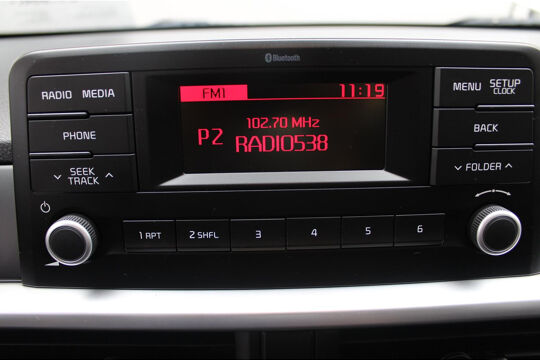 Bluetooth
RADIO MEDIA
PHONE
SEEK
TRACK
FM1 11:19
102.70 MHz
P2 RADIO538
MENU SETUP
CLOCK
BACK
FOLDER
1 RPT 2 SHFL 3 4 5 6